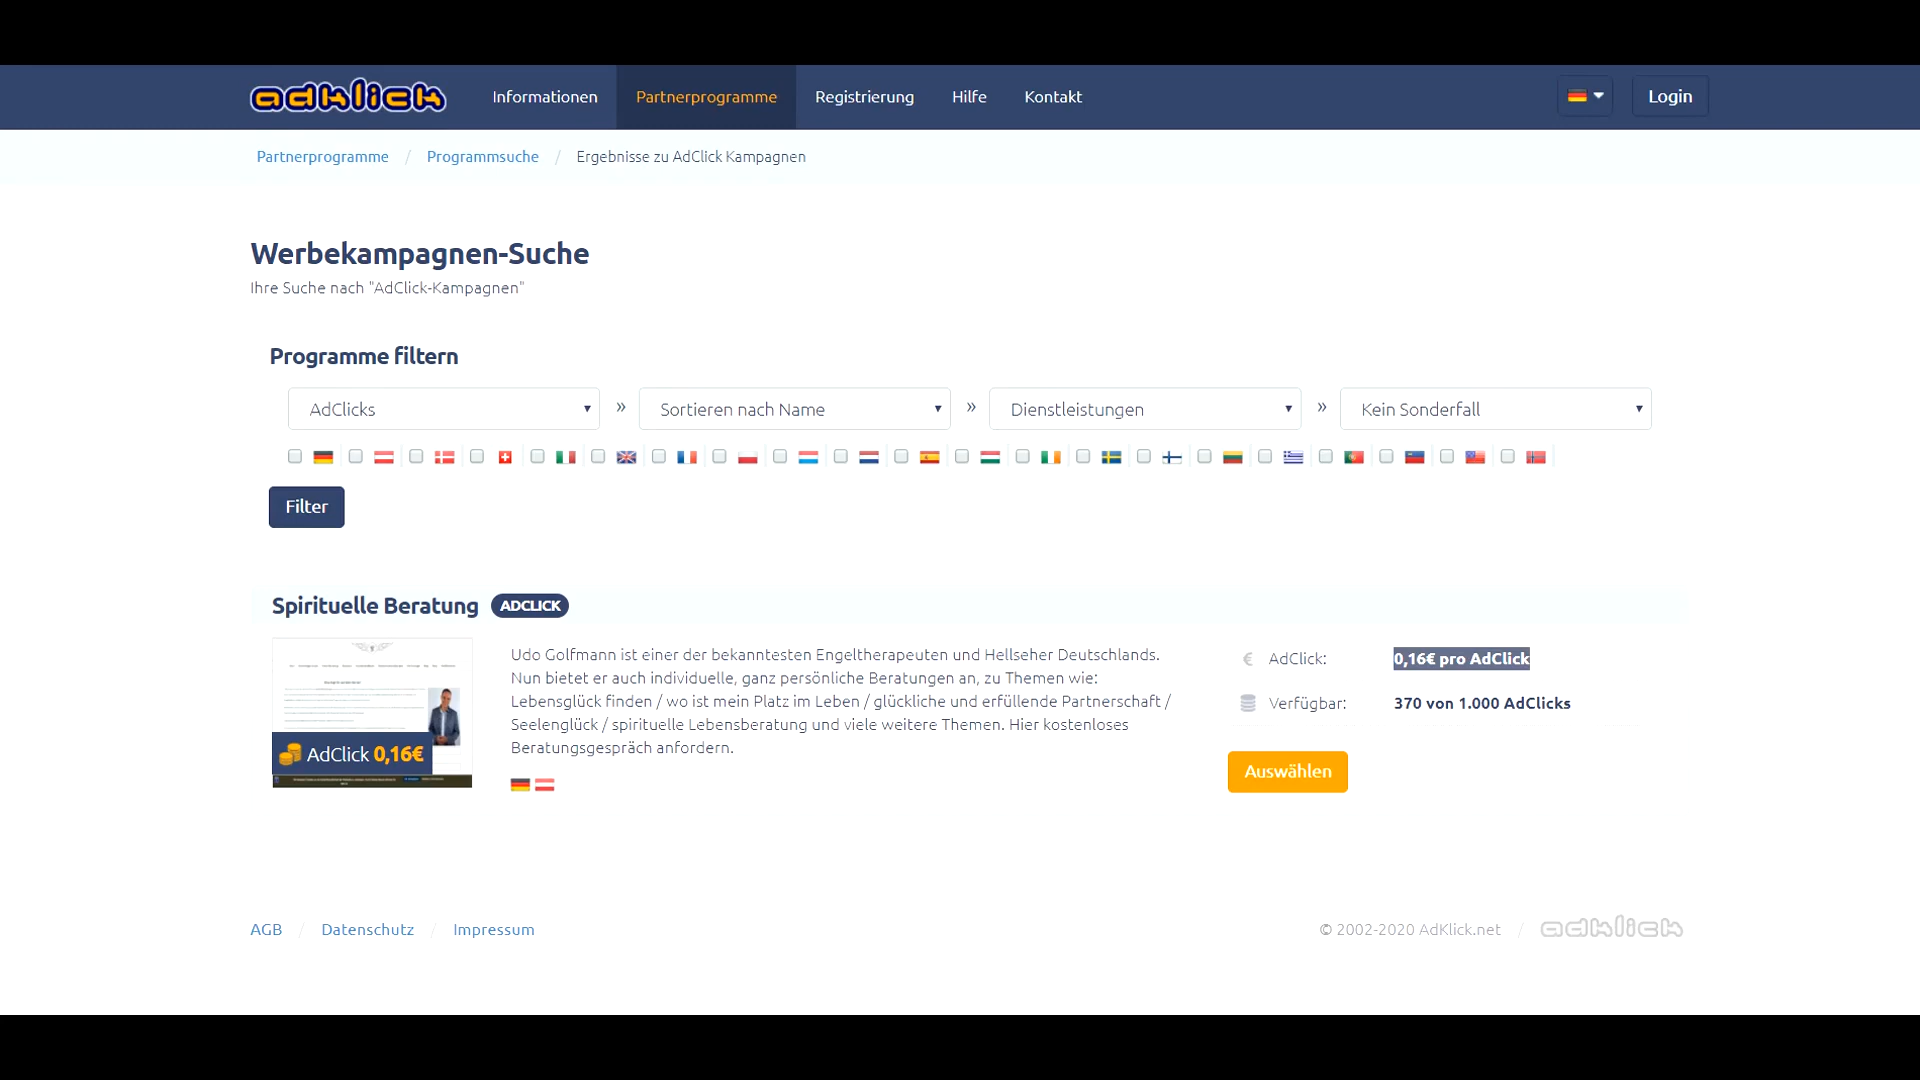 adklick
Informationen
Partnerprogramme
Registrierung
Hilfe
Kontakt
Login
Partnerprogramme / Programmsuche / Ergebnisse zu AdClick Kampagnen
Werbekampagnen-Suche
Ihre Suche nach "AdClick-Kampagnen"
Programme filtern
AdClicks » Sortieren nach Name » Dienstleistungen » Kein Sonderfall
Filter
Spirituelle Beratung ADCLICK
AdClick 0,16€
Udo Golfmann ist einer der bekanntesten Engeltherapeuten und Hellseher Deutschlands.
Nun bietet er auch individuelle, ganz persönliche Beratungen an, zu Themen wie:
Lebensglück finden / wo ist mein Platz im Leben / glückliche und erfüllende Partnerschaft /
Seelenglück / spirituelle Lebensberatung und viele weitere Themen. Hier kostenloses
Beratungsgespräch anfordern.
€ AdClick: 0,16€ pro AdClick
Verfügbar: 370 von 1.000 AdClicks
Auswählen
AGB / Datenschutz / Impressum
© 2002-2020 AdKlick.net / adklick